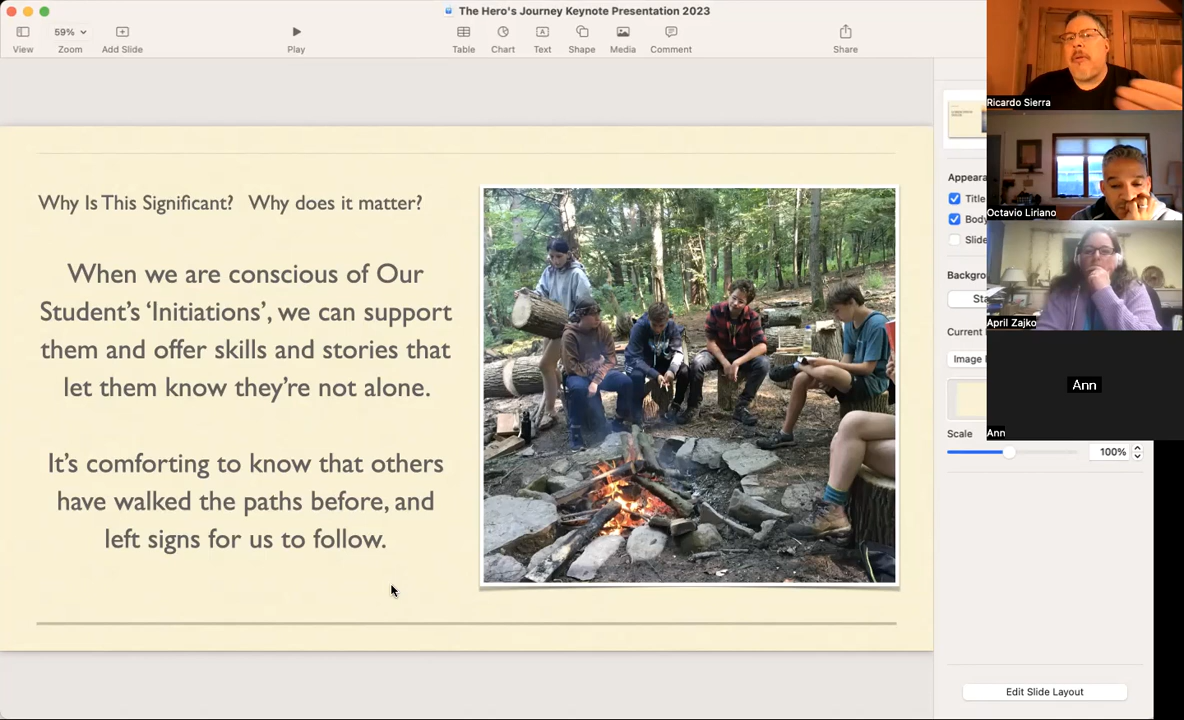 The Hero's Journey Keynote Presentation 2023
59%
View
Zoom
Add Slide
Play
Table
Chart
Text
Shape
Media
Comment
Share
Why Is This Significant? Why does it matter?
When we are conscious of Our
Student's 'Initiations', we can support
them and offer skills and stories that
let them know they're not alone.
It's comforting to know that others
have walked the paths before, and
left signs for us to follow.
Title
Body
Slide
Current
Image
Scale
100%
Edit Slide Layout
Ricardo Sierra
Octavio Liriano
April Zajko
Ann
Ann